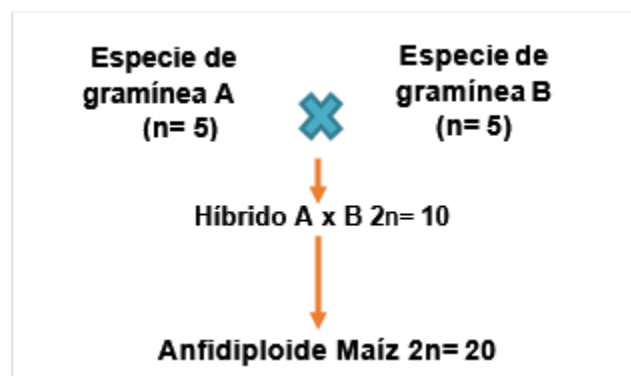 Especie de
gramínea A
(n= 5)
Especie de
gramínea B
(n= 5)
Híbrido A x B 2n= 10
Anfidiploide Maíz 2n= 20